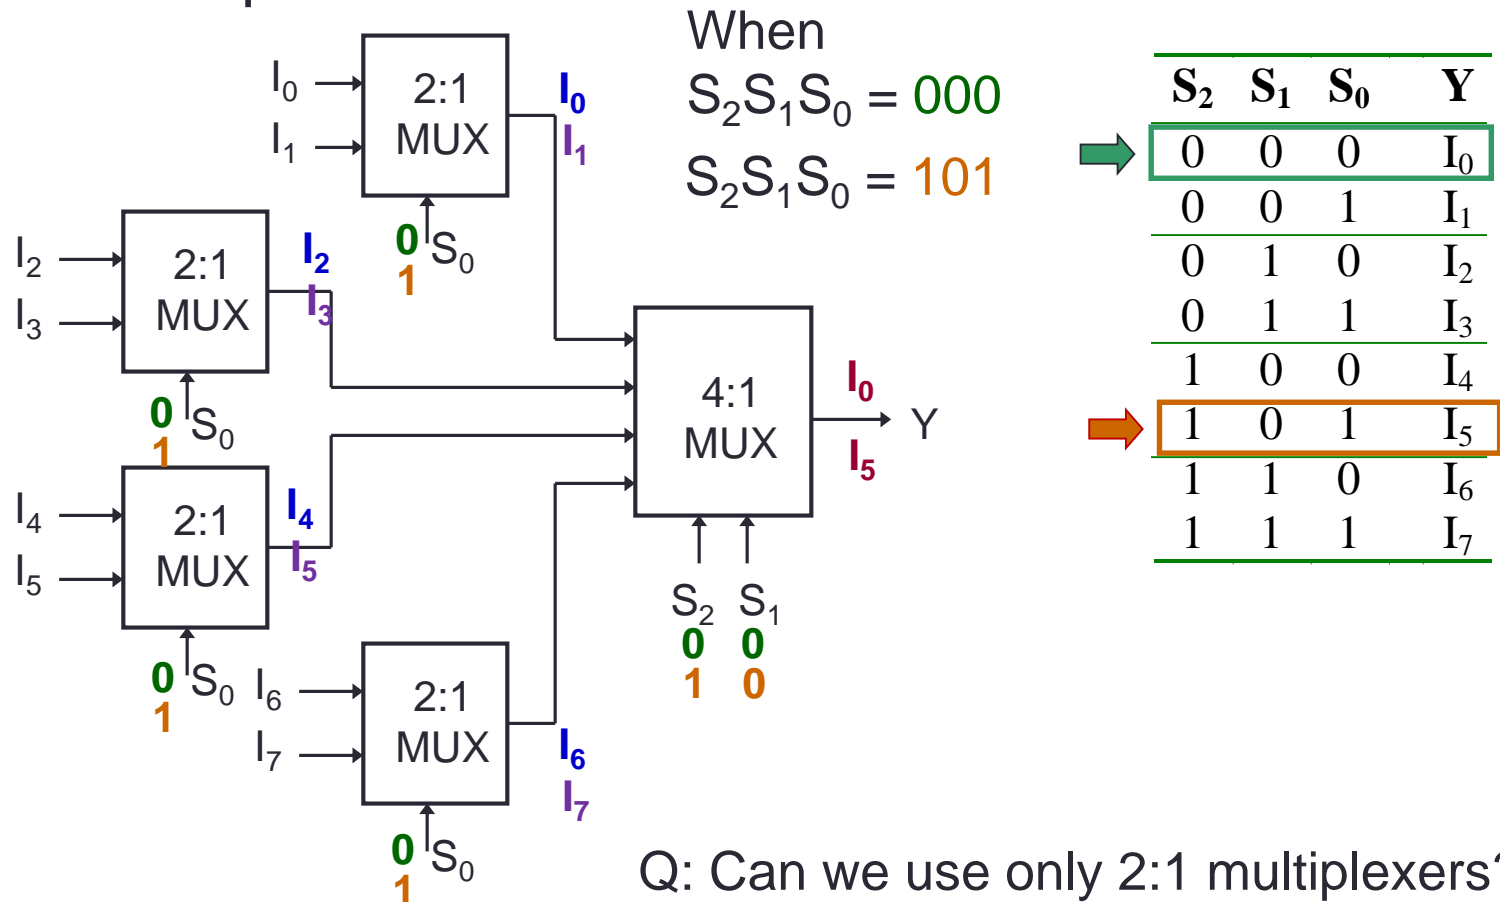 When
S₂S₁S₀ = 000
S₂S₁S₀ = 101
I₀
I₁
2:1
MUX
I₀
I₁
0
1
S₀
I₂
I₃
2:1
MUX
I₂
I₃
0
1
S₀
I₄
I₅
2:1
MUX
I₄
I₅
0
1
S₀
I₆
I₇
2:1
MUX
I₆
I₇
0
1
S₀
4:1
MUX
I₀
I₅
Y
S₂ S₁
0 0
1 0
S₂ S₁ S₀ Y
0 0 0 I₀
0 0 1 I₁
0 1 0 I₂
0 1 1 I₃
1 0 0 I₄
1 0 1 I₅
1 1 0 I₆
1 1 1 I₇
Q: Can we use only 2:1 multiplexers?